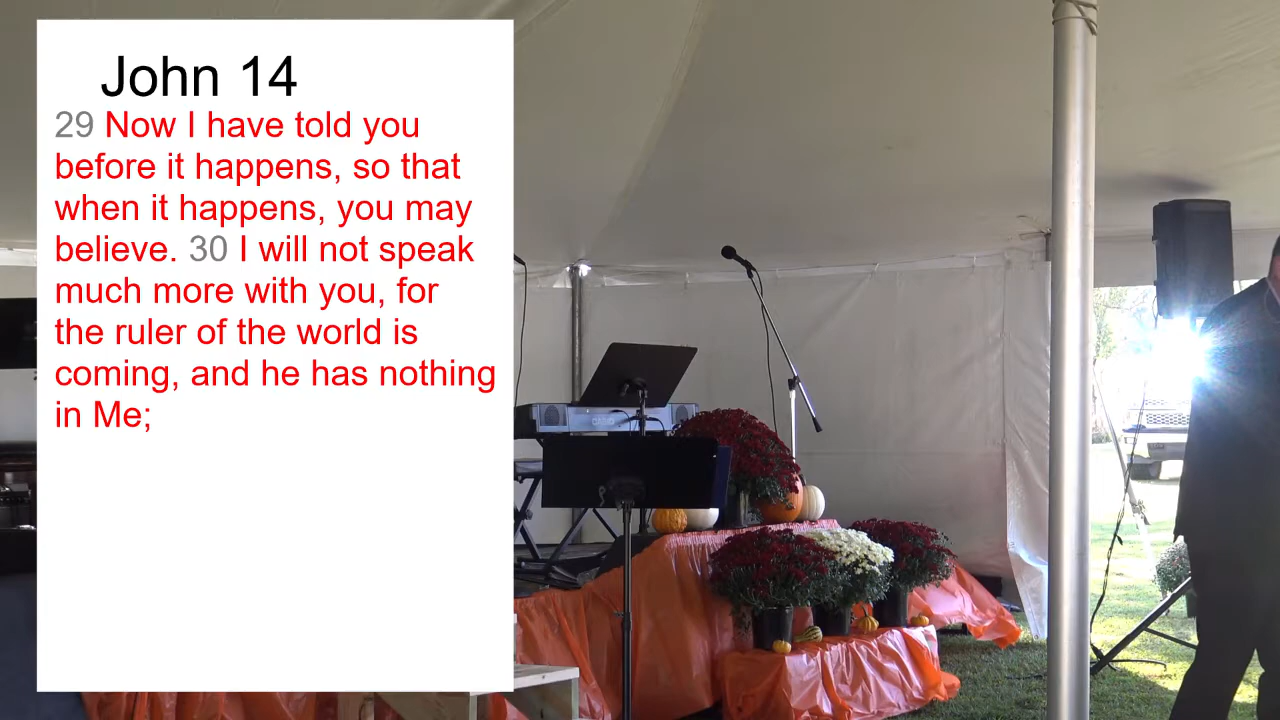 John 14
29 Now I have told you
before it happens, so that
when it happens, you may
believe. 30 I will not speak
much more with you, for
the ruler of the world is
coming, and he has nothing
in Me;
CASIO